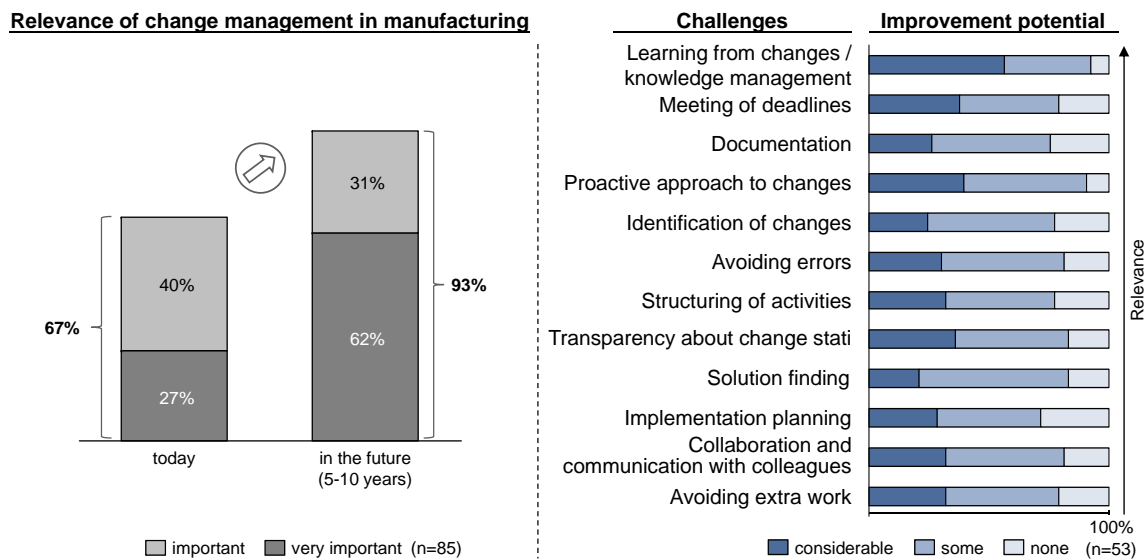 Relevance of change management in manufacturing
67%
40%
27%
31%
62%
93%
today
in the future
(5-10 years)
important
very important
(n=85)
Challenges
Improvement potential
Learning from changes /
knowledge management
Meeting of deadlines
Documentation
Proactive approach to changes
Identification of changes
Avoiding errors
Structuring of activities
Transparency about change stati
Solution finding
Implementation planning
Collaboration and
communication with colleagues
Avoiding extra work
Relevance
100%
considerable
some
none
(n=53)